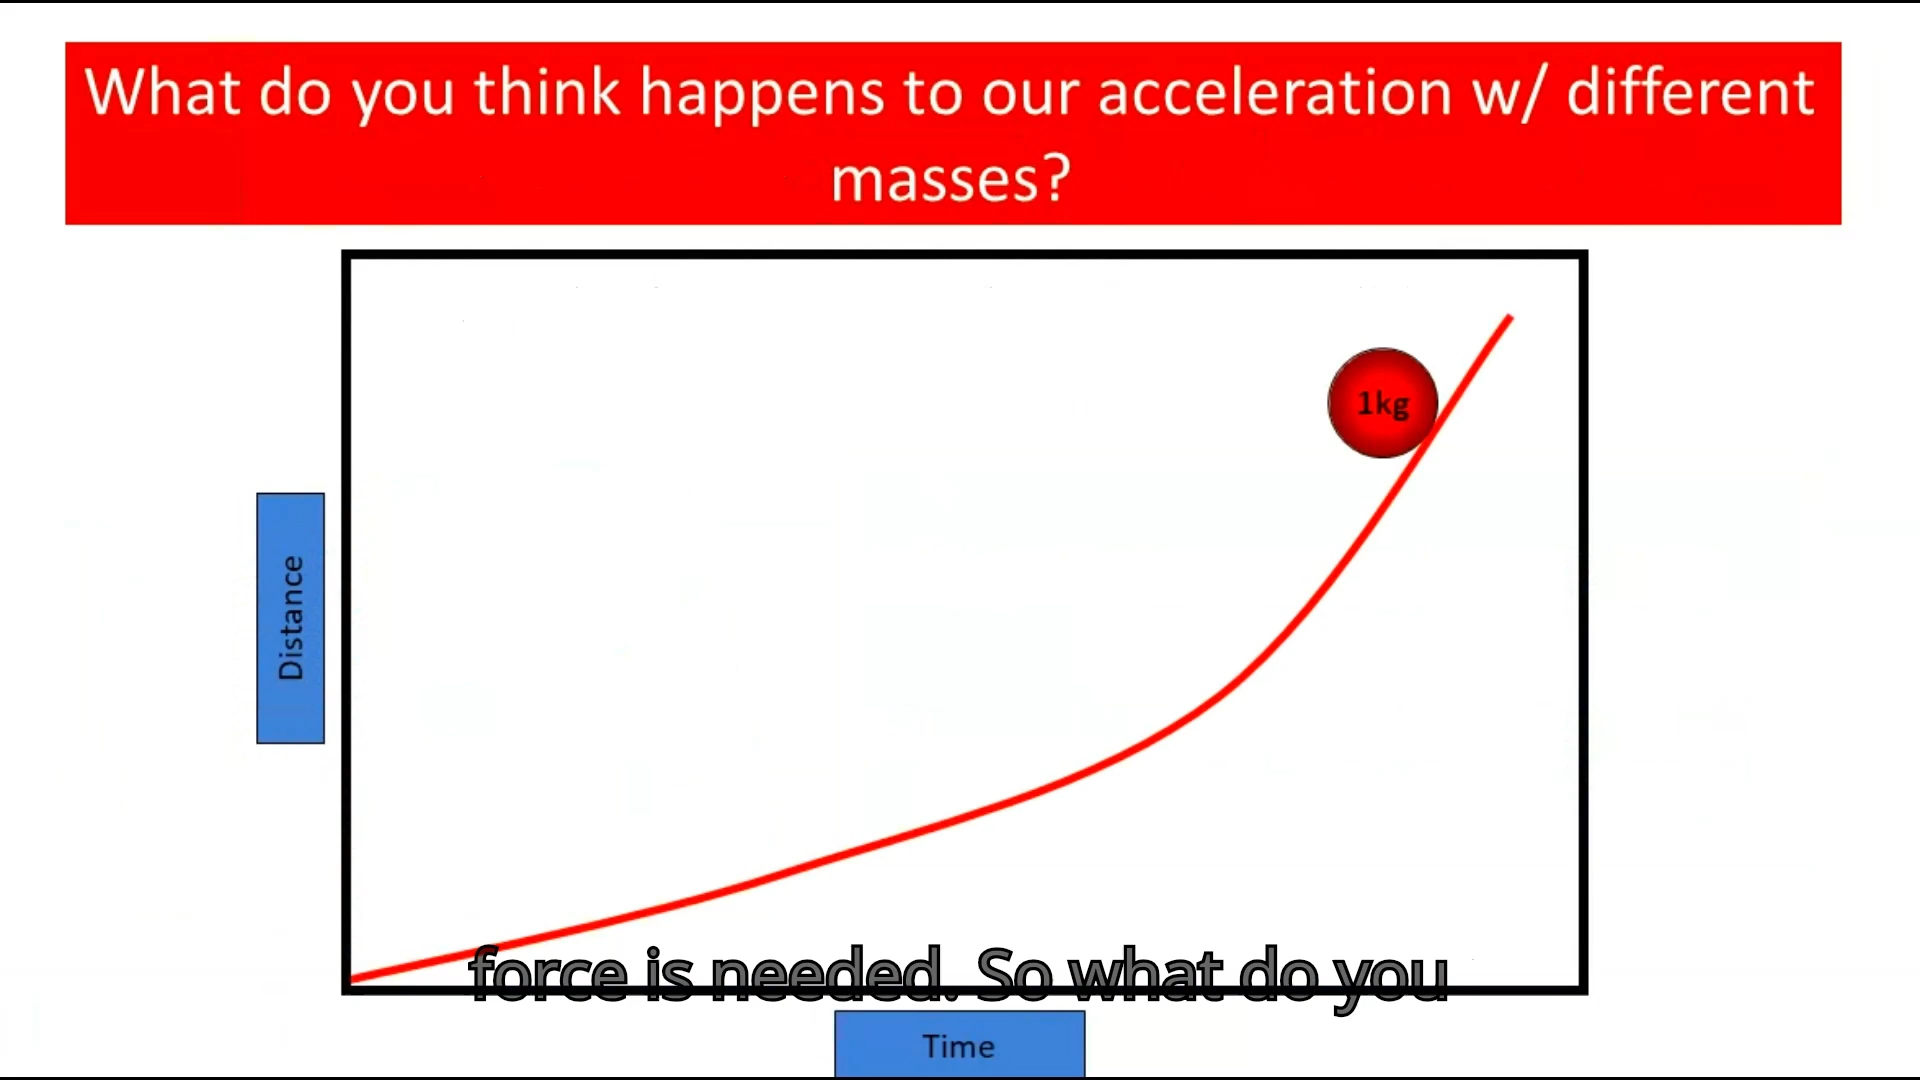 What do you think happens to our acceleration w/ different
masses?
1kg
Distance
force is needed. So what do you
Time